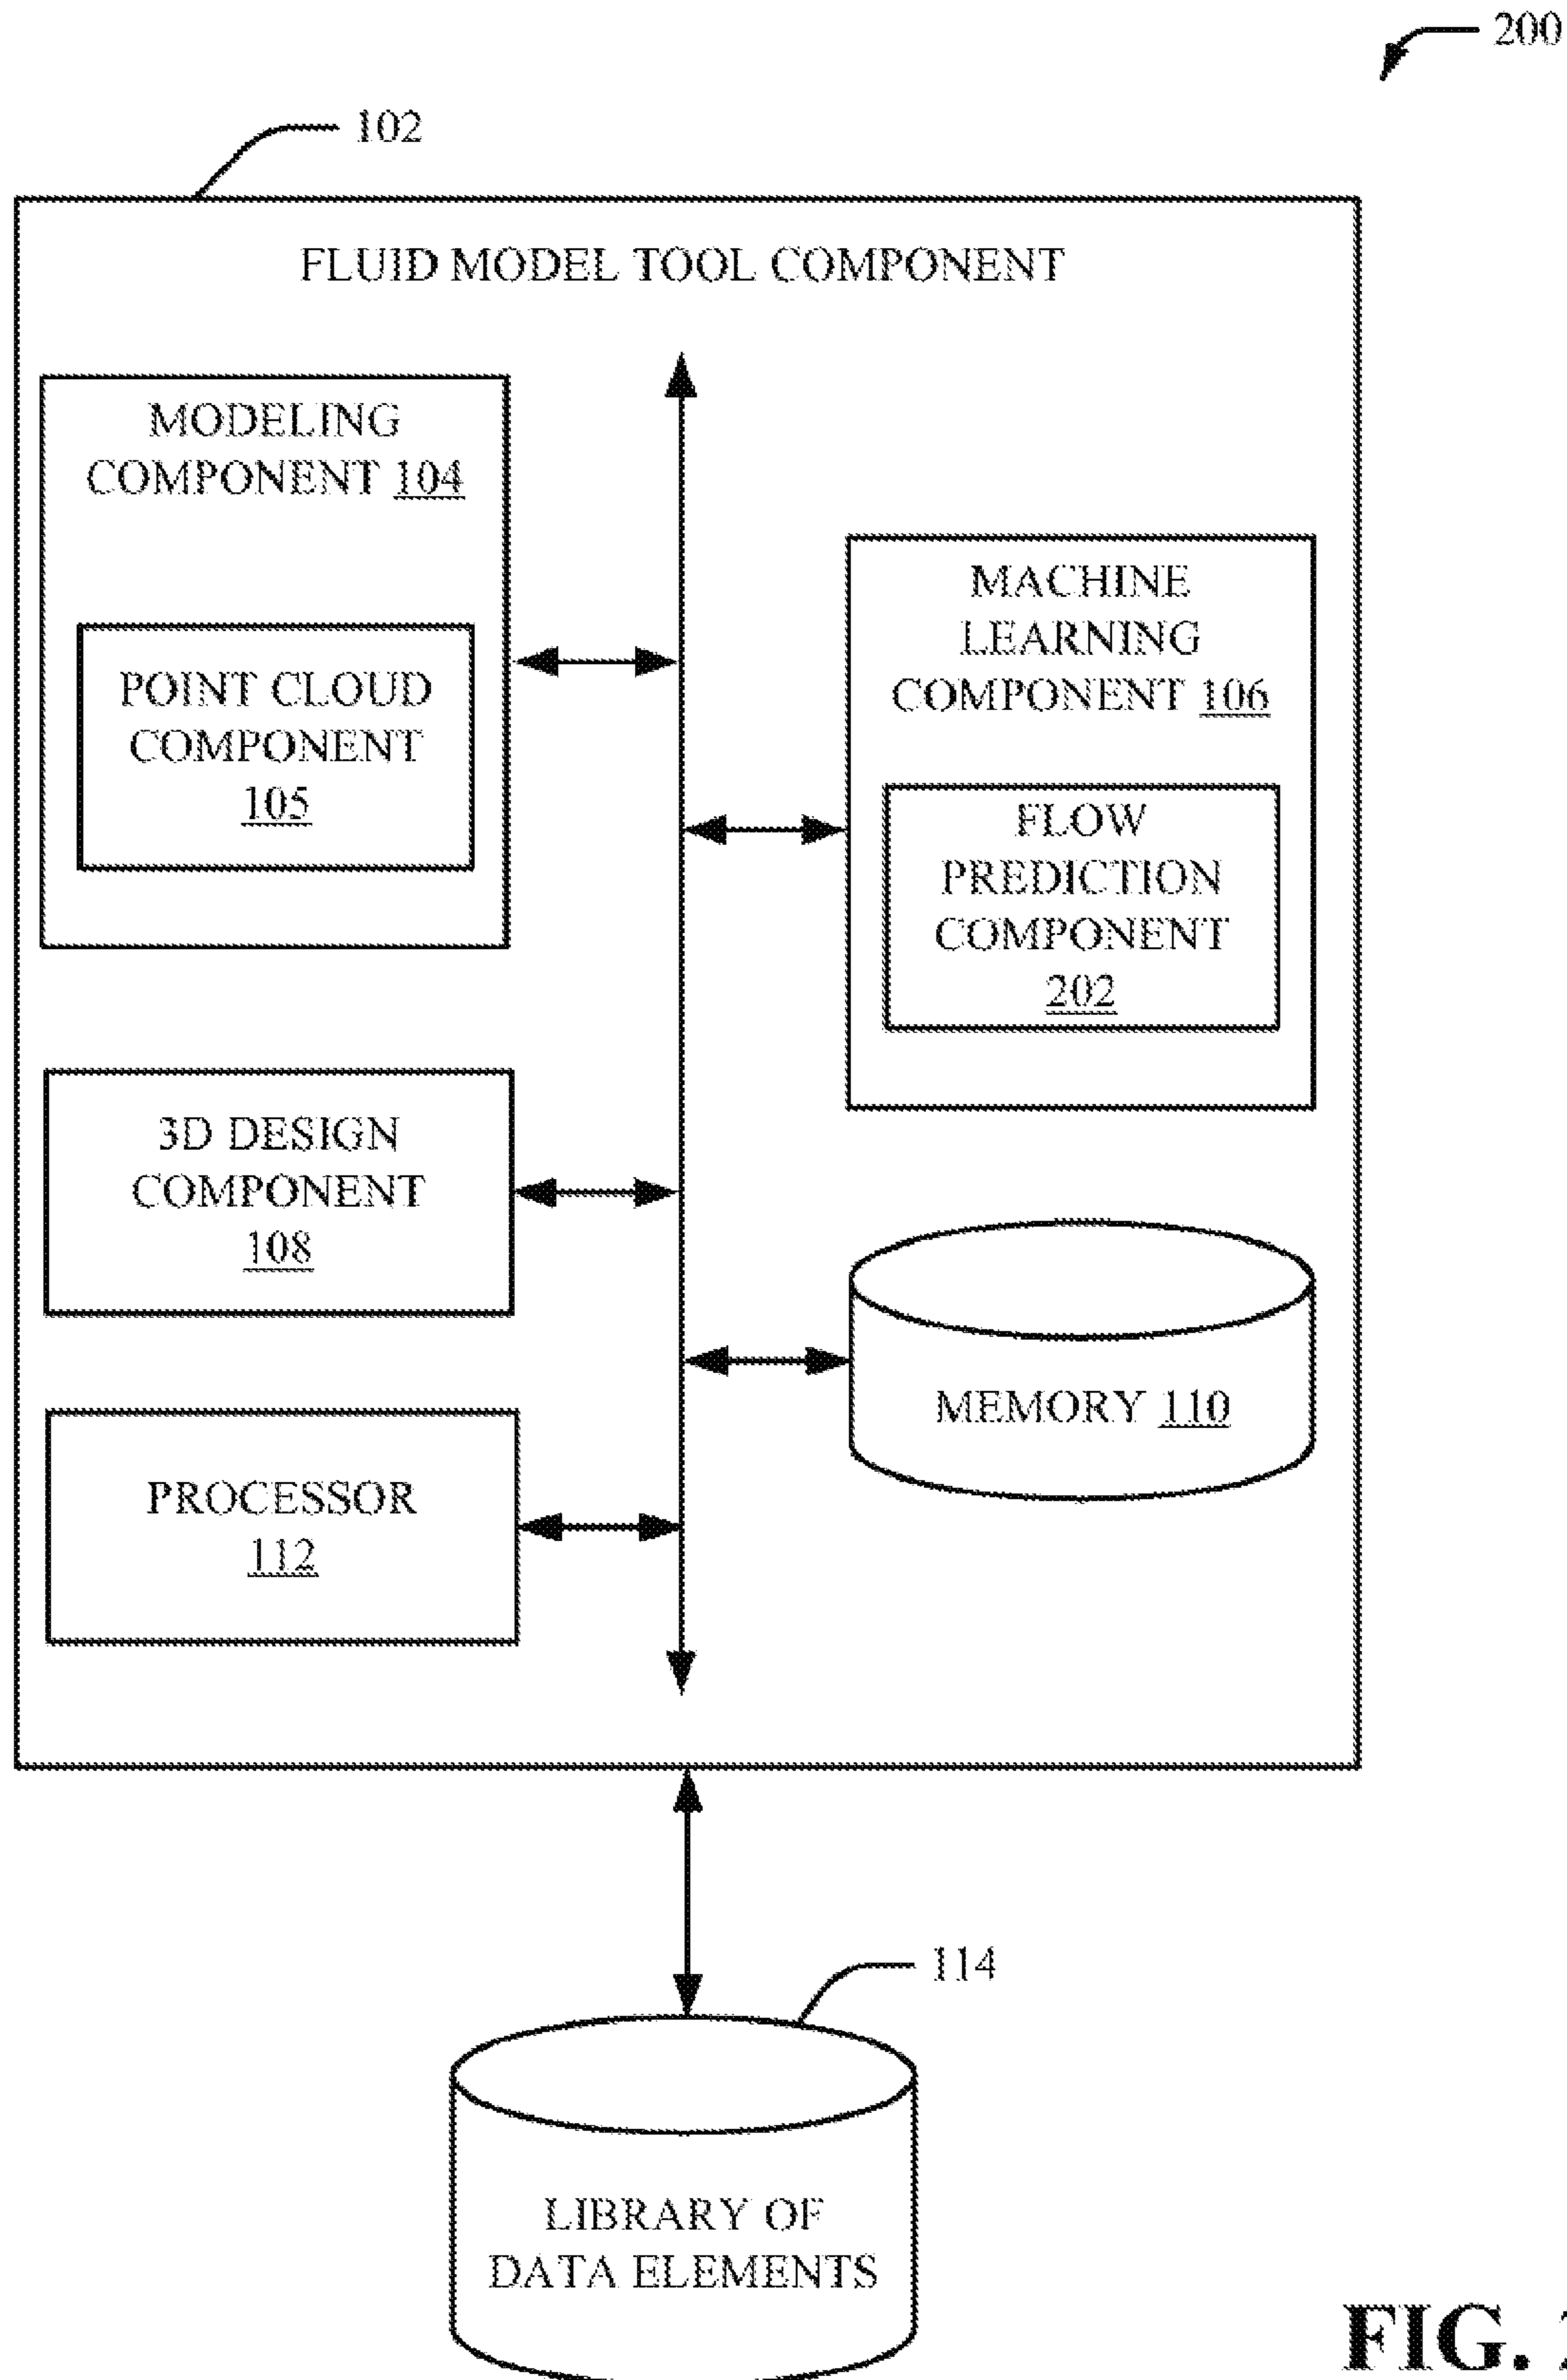 200
102
FLUID MODEL TOOL COMPONENT
MODELING
COMPONENT 104
POINT CLOUD
COMPONENT
105
MACHINE
LEARNING
COMPONENT 106
FLOW
PREDICTION
COMPONENT
202
3D DESIGN
COMPONENT
108
MEMORY 110
PROCESSOR
112
114
LIBRARY OF
DATA ELEMENTS
FIG.